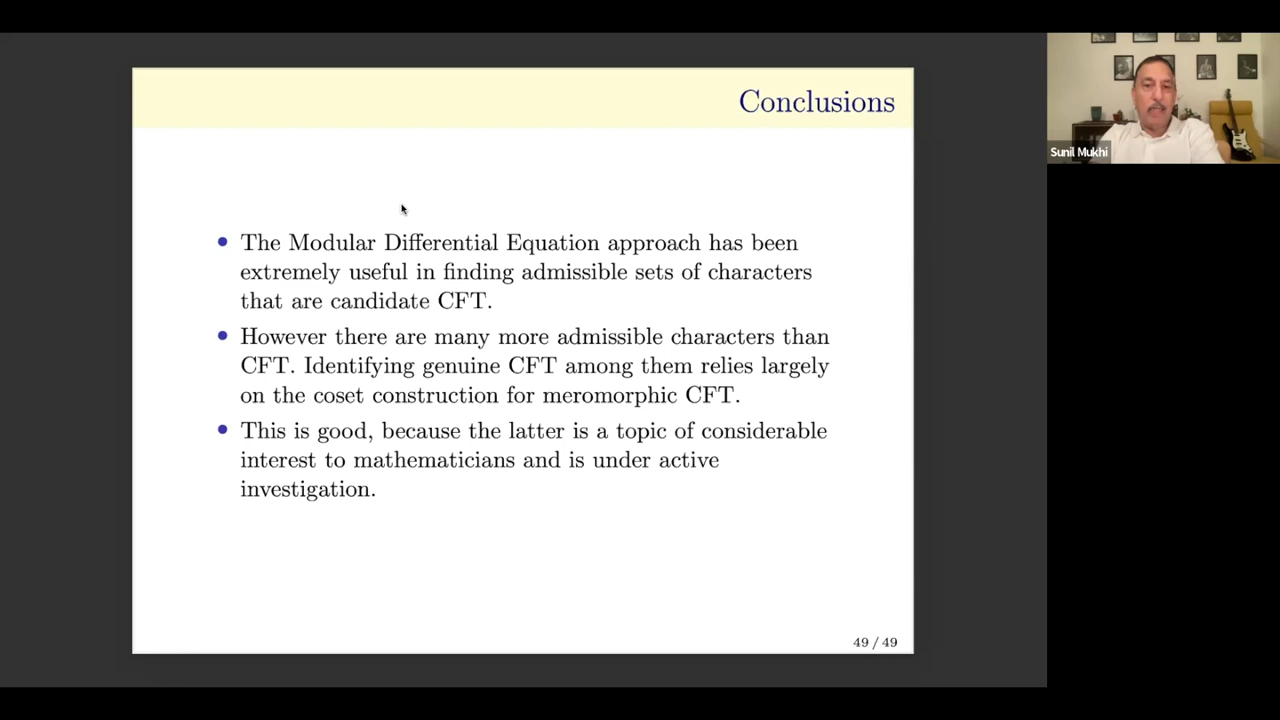 Conclusions
• The Modular Differential Equation approach has been
extremely useful in finding admissible sets of characters
that are candidate CFT.
• However there are many more admissible characters than
CFT. Identifying genuine CFT among them relies largely
on the coset construction for meromorphic CFT.
• This is good, because the latter is a topic of considerable
interest to mathematicians and is under active
investigation.
49 / 49
Sunil Mukhi